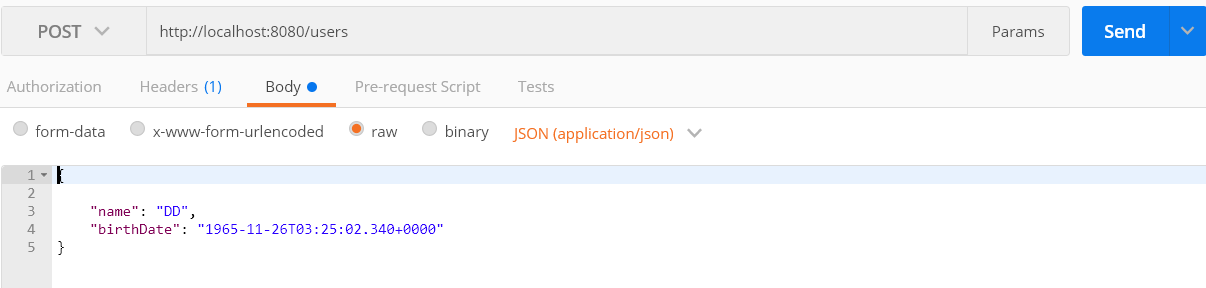 POST http://localhost:8080/users Params Send
Authorization Headers (1) Body Pre-request Script Tests
form-data x-www-form-urlencoded raw binary JSON (application/json)
1 {
2
3 "name": "DD",
4 "birthDate": "1965-11-26T03:25:02.340+0000"
5 }